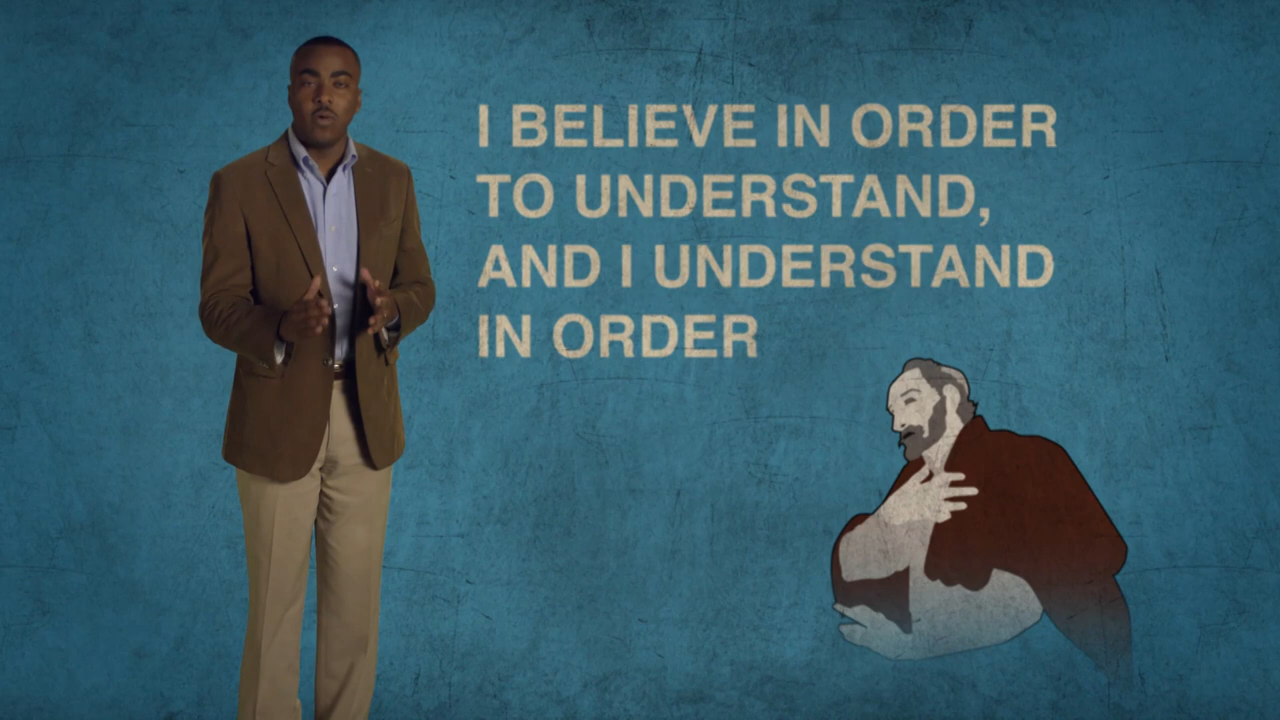 I BELIEVE IN ORDER
TO UNDERSTAND,
AND I UNDERSTAND
IN ORDER